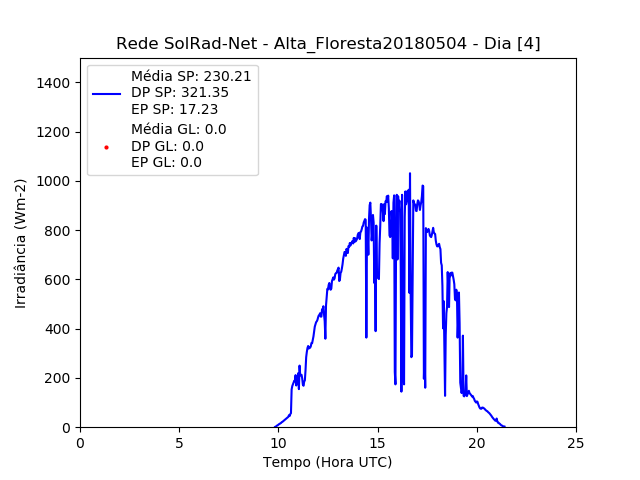 Rede SolRad-Net - Alta_Floresta20180504 - Dia [4]
Média SP: 230.21
DP SP: 321.35
EP SP: 17.23
Média GL: 0.0
DP GL: 0.0
EP GL: 0.0
1400
1200
1000
800
600
400
200
0
Irradiância (Wm-2)
0 5 10 15 20 25
Tempo (Hora UTC)